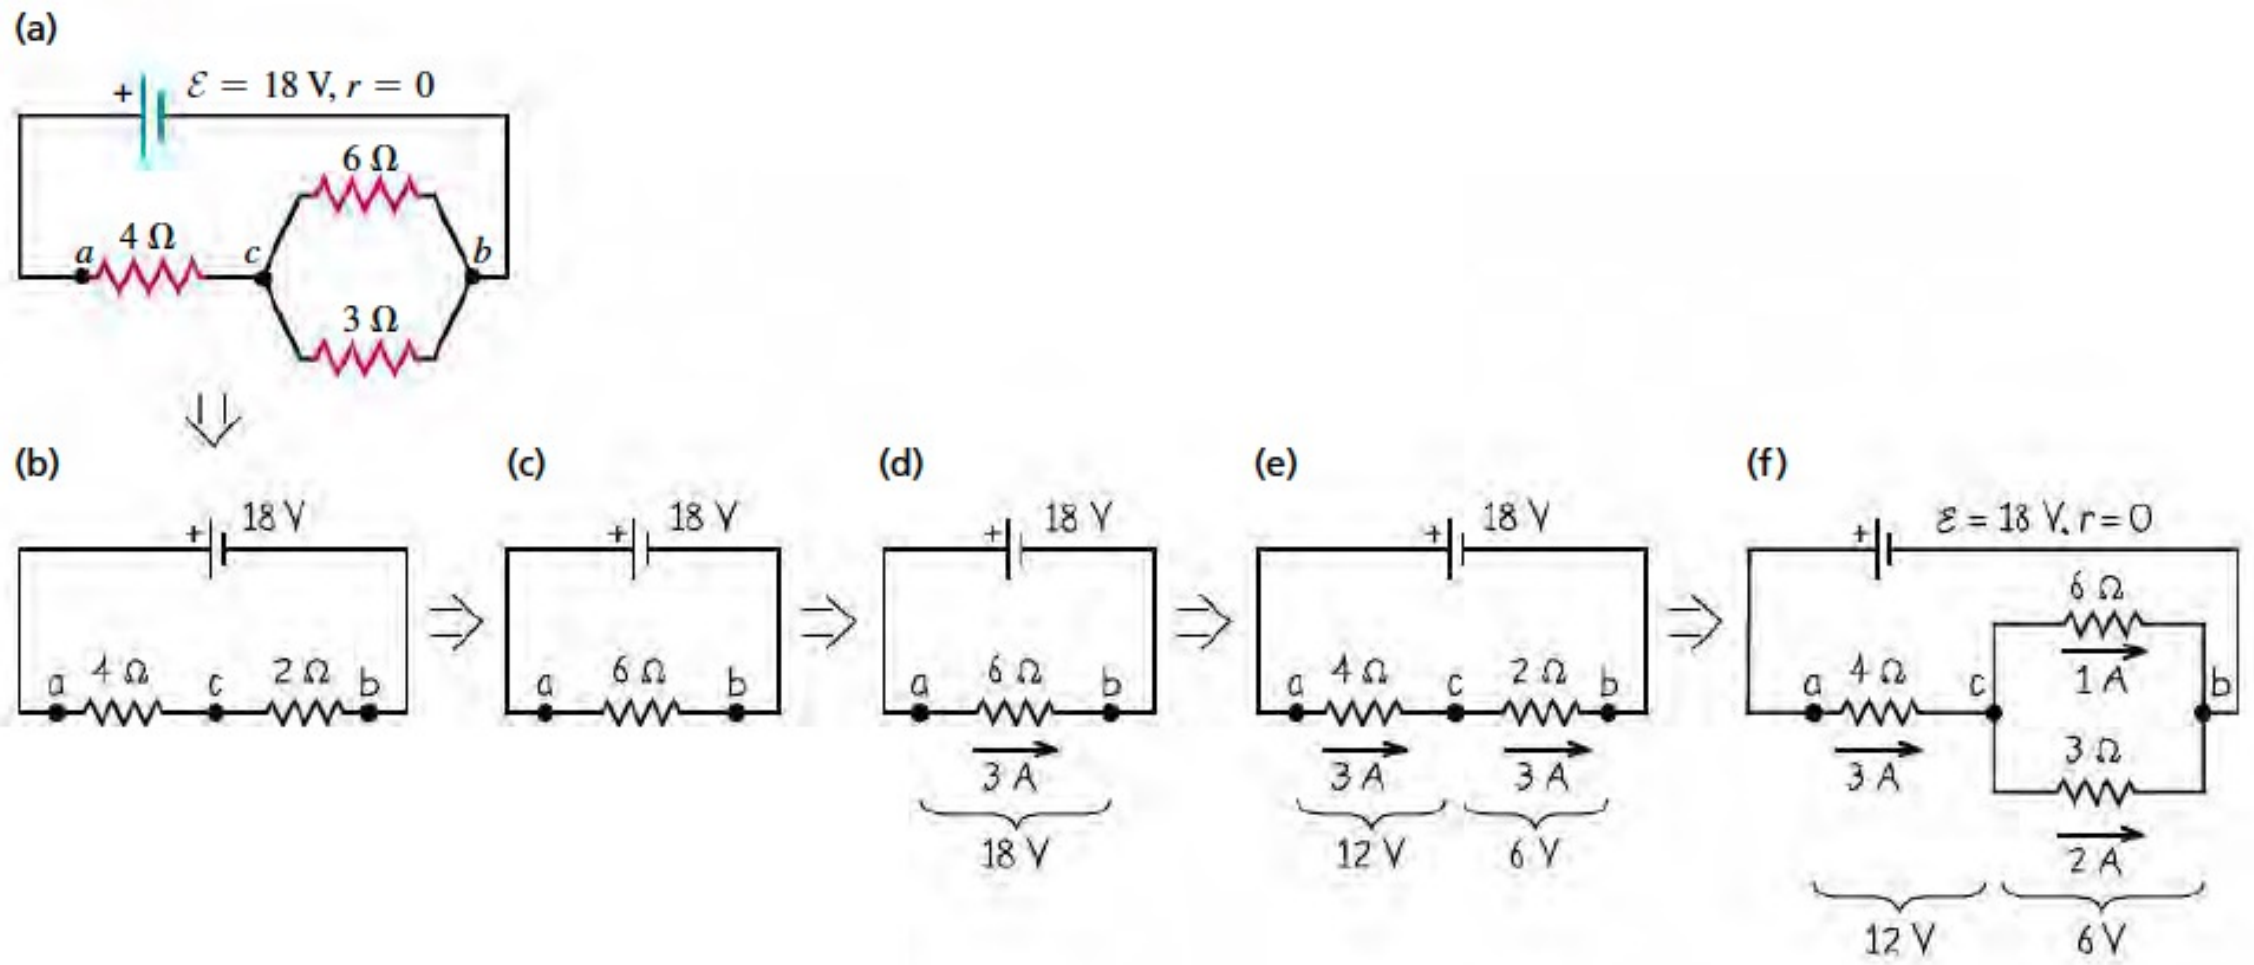 (a)
+ ℰ = 18 V, r = 0
6 Ω
4 Ω
a c b
3 Ω
(b)
+ 18 V
a 4 Ω c 2 Ω b
(c)
+ 18 V
a 6 Ω b
(d)
+ 18 V
a 6 Ω b
3 A
18 V
(e)
+ 18 V
a 4 Ω c 2 Ω b
3 A 3 A
12 V 6 V
(f)
+ ℰ = 18 V, r = 0
6 Ω
1 A
a 4 Ω c b
3 A
3 Ω
2 A
12 V 6 V